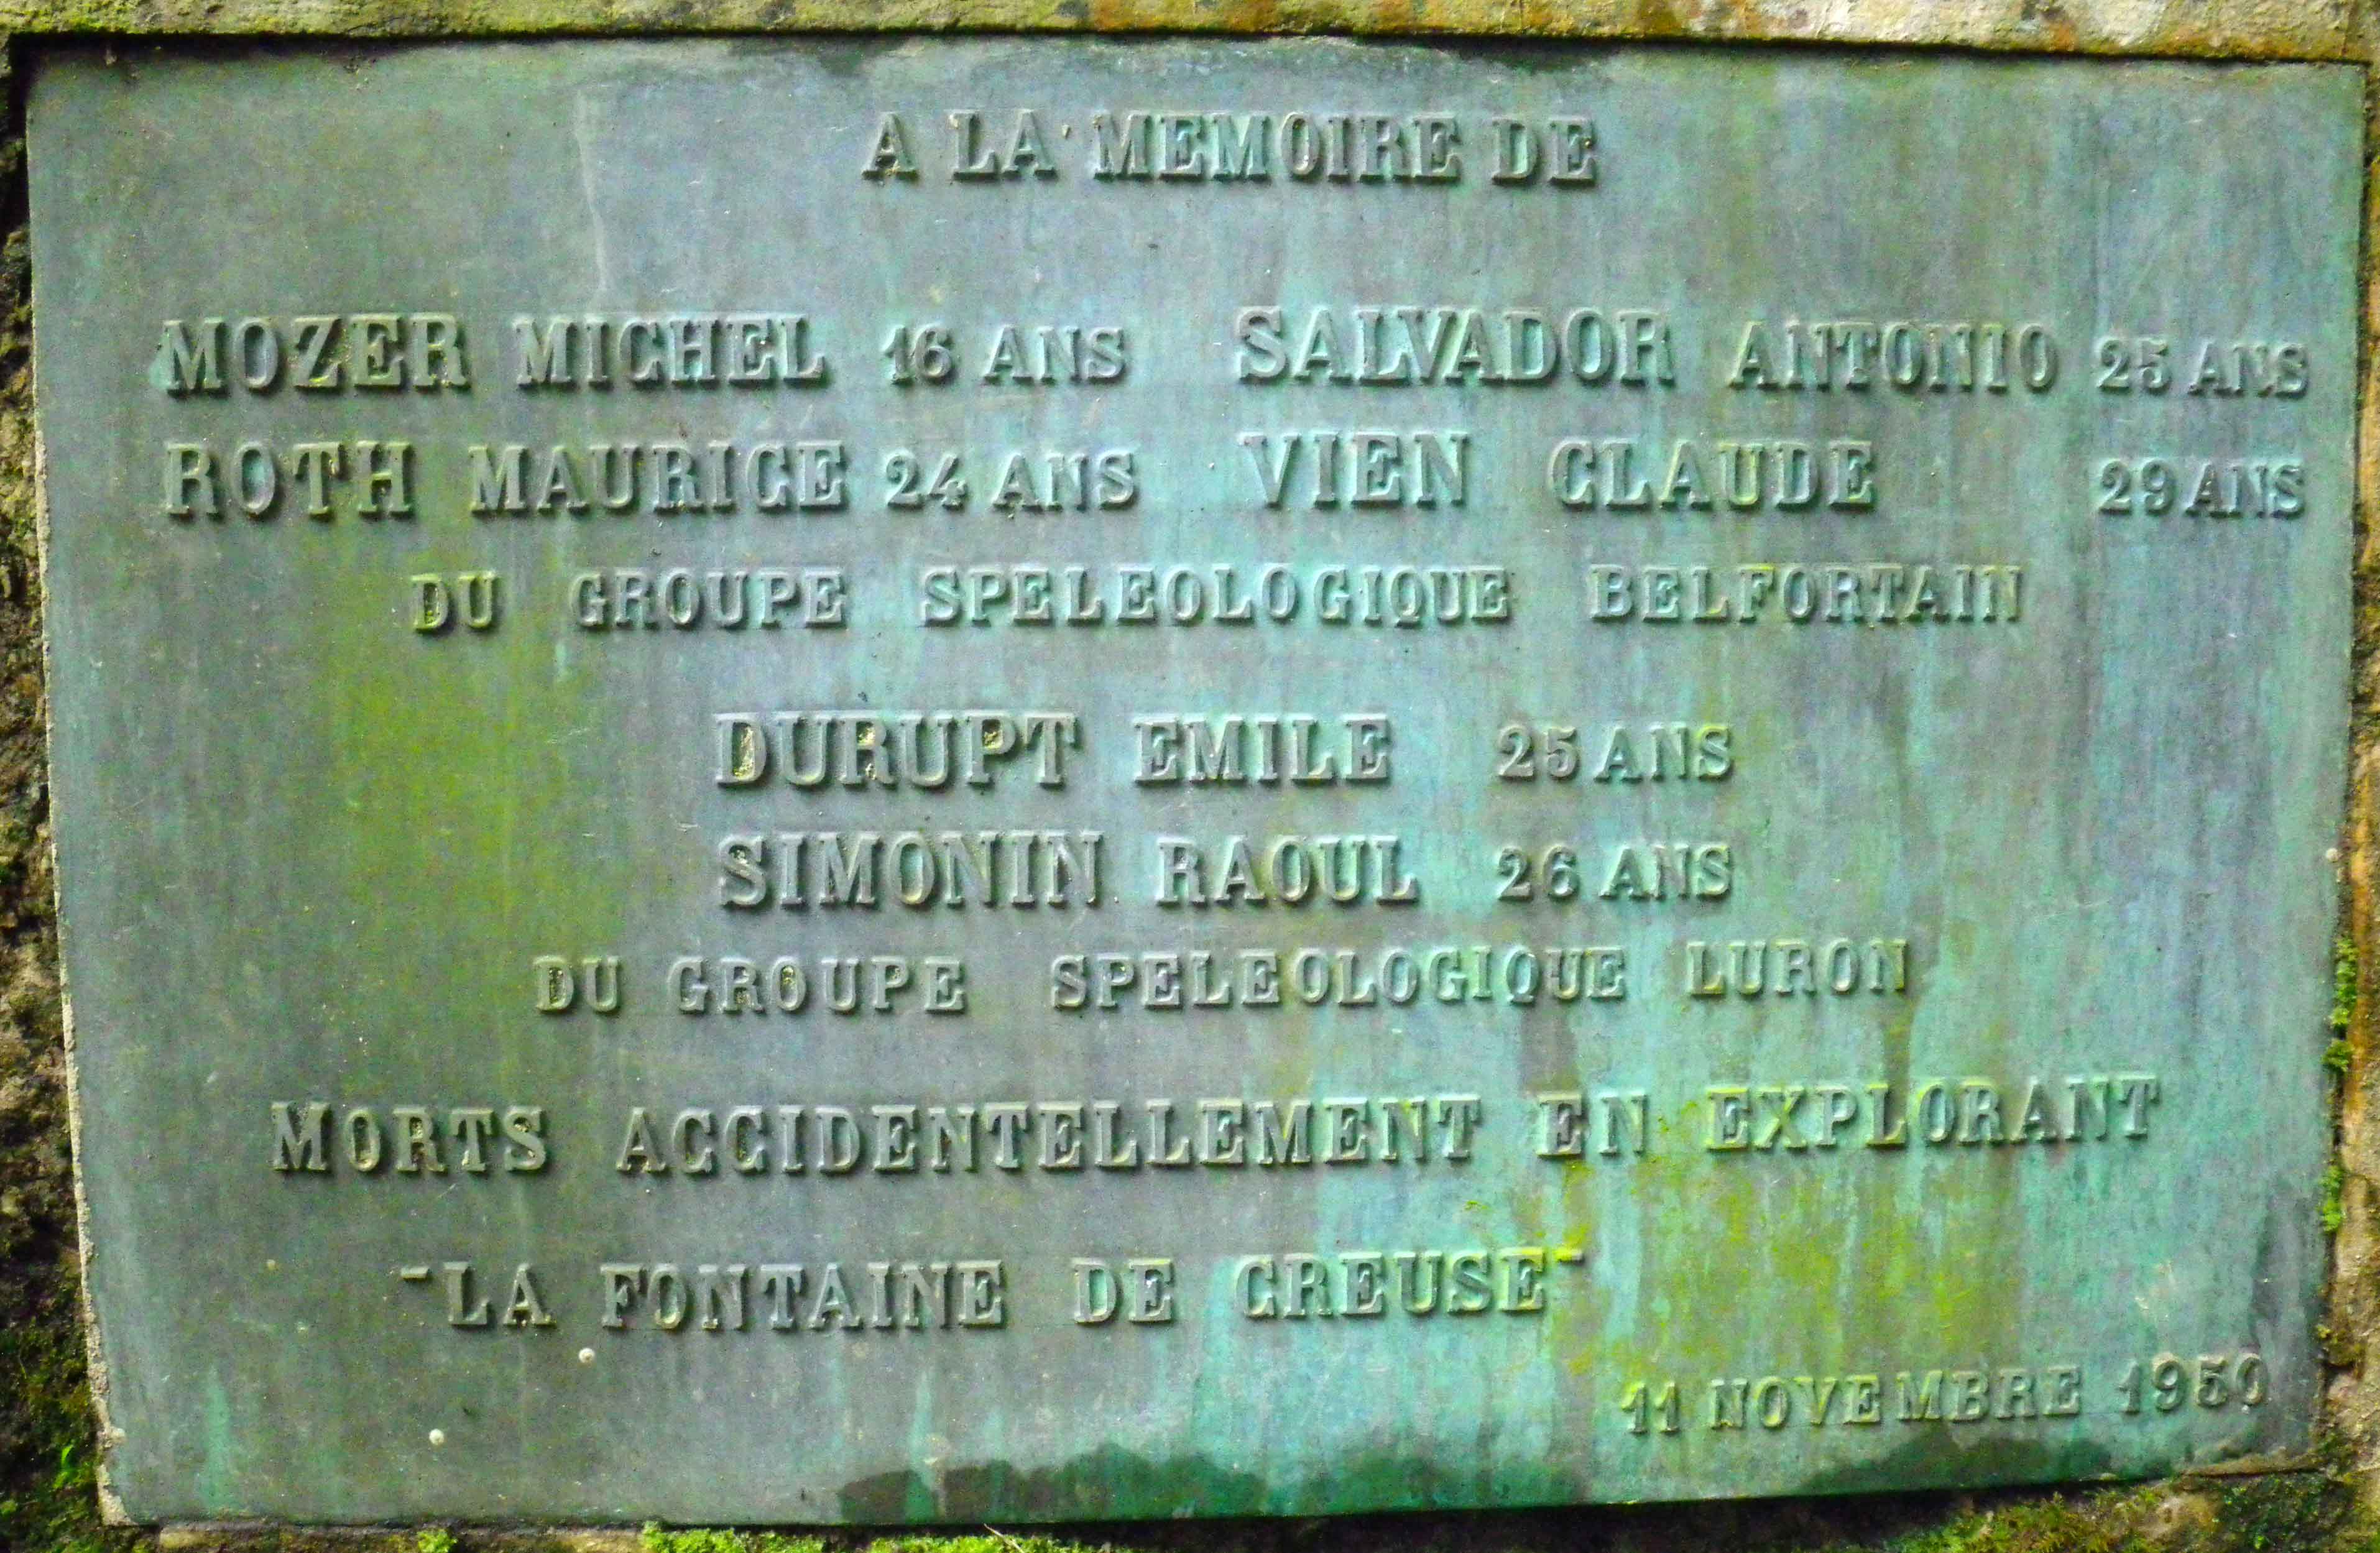 A LA MEMOIRE DE
MOZER MICHEL 16 ANS SALVADOR ANTONIO 25 ANS
ROTH MAURICE 24 ANS VIEN CLAUDE 29 ANS
DU GROUPE SPELEOLOGIQUE BELFORTAIN
DURUPT EMILE 25 ANS
SIMONIN RAOUL 26 ANS
DU GROUPE SPELEOLOGIQUE LURON
MORTS ACCIDENTELLEMENT EN EXPLORANT
-LA FONTAINE DE CREUSE-
11 NOVEMBRE 1950